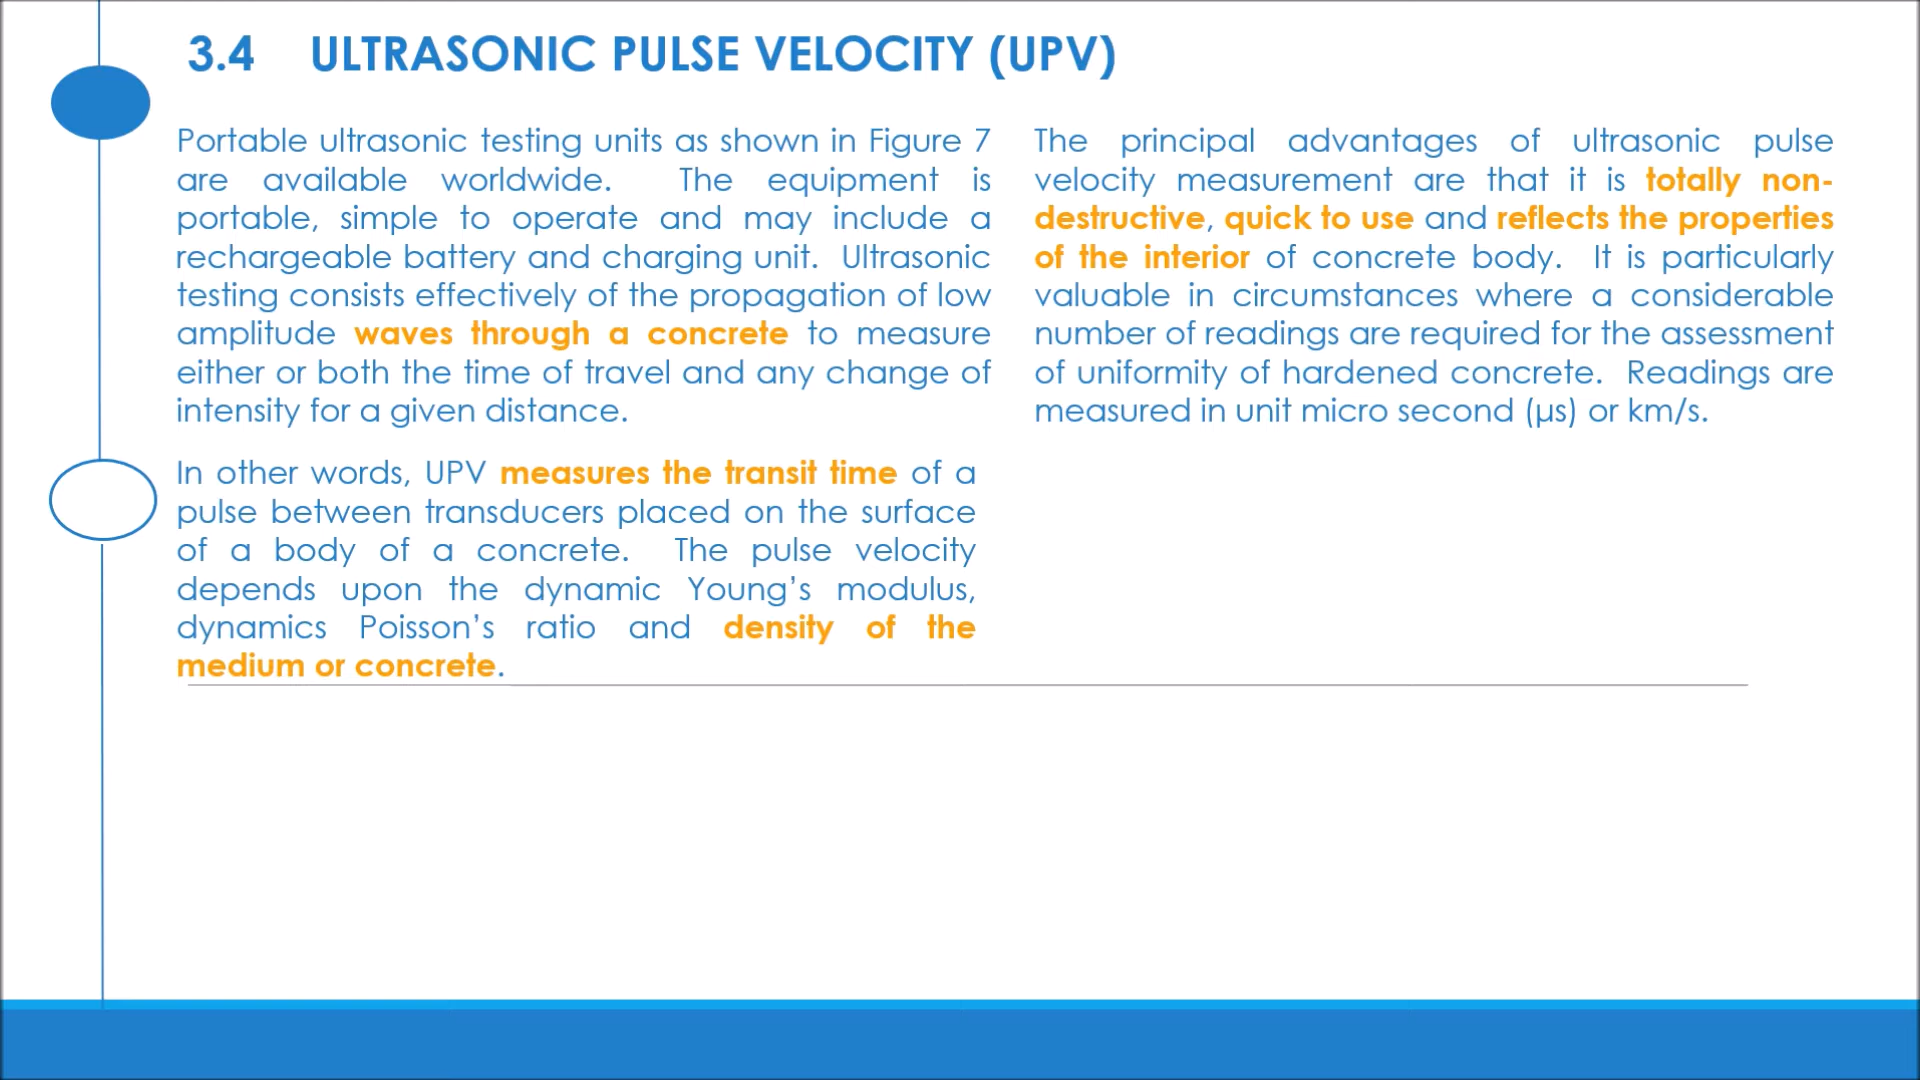 3.4 ULTRASONIC PULSE VELOCITY (UPV)
Portable ultrasonic testing units as shown in Figure 7
are available worldwide. The equipment is
portable, simple to operate and may include a
rechargeable battery and charging unit. Ultrasonic
testing consists effectively of the propagation of low
amplitude waves through a concrete to measure
either or both the time of travel and any change of
intensity for a given distance.
In other words, UPV measures the transit time of a
pulse between transducers placed on the surface
of a body of a concrete. The pulse velocity
depends upon the dynamic Young’s modulus,
dynamics Poisson’s ratio and density of the
medium or concrete.
The principal advantages of ultrasonic pulse
velocity measurement are that it is totally non-
destructive, quick to use and reflects the properties
of the interior of concrete body. It is particularly
valuable in circumstances where a considerable
number of readings are required for the assessment
of uniformity of hardened concrete. Readings are
measured in unit micro second (μs) or km/s.